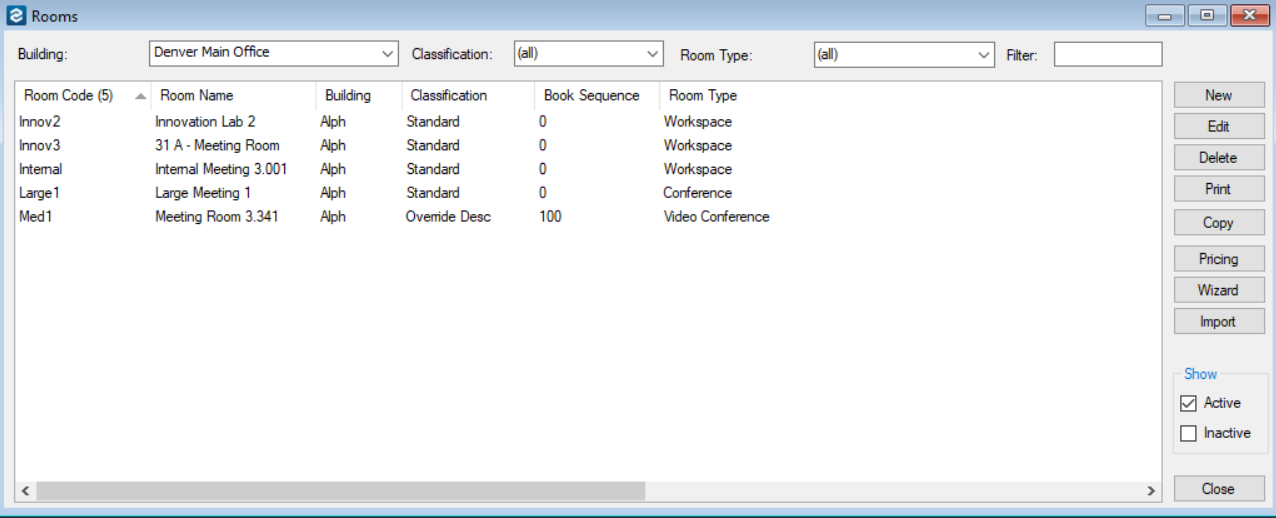 Rooms
Building: Denver Main Office Classification: (all) Room Type: (all) Filter:
Room Code (5) Room Name Building Classification Book Sequence Room Type
Innov2 Innovation Lab 2 Alph Standard 0 Workspace
Innov3 31 A - Meeting Room Alph Standard 0 Workspace
Internal Internal Meeting 3.001 Alph Standard 0 Workspace
Large1 Large Meeting 1 Alph Standard 0 Conference
Med1 Meeting Room 3.341 Alph Override Desc 100 Video Conference
New
Edit
Delete
Print
Copy
Pricing
Wizard
Import
Show
Active
Inactive
Close